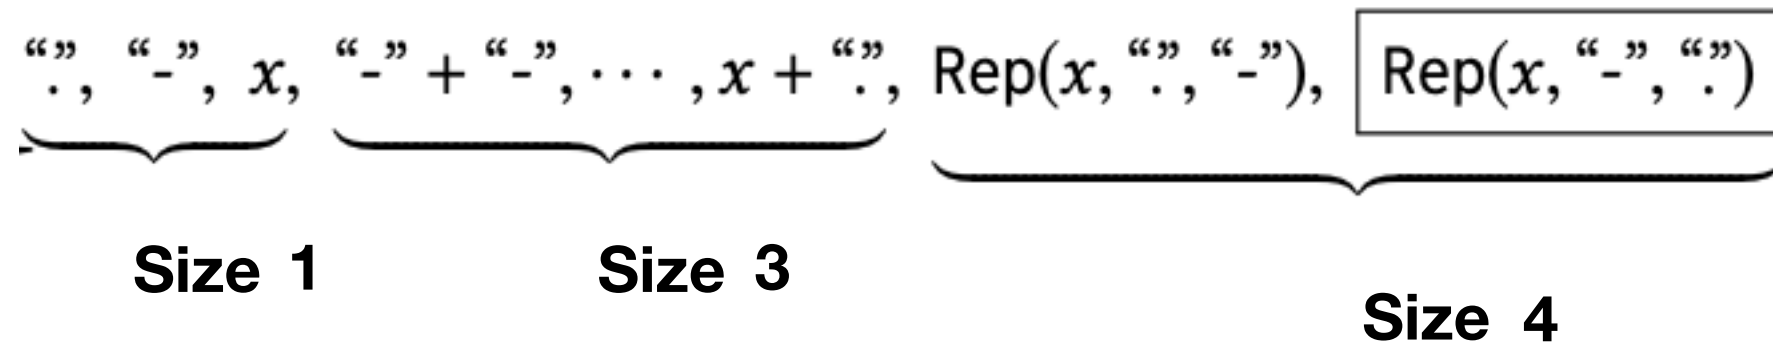 “.”, “-”, x, “-” + “-”, ··· , x + “.”, Rep(x, “.”, “-”), Rep(x, “-”, “.”)
Size 1 Size 3
Size 4